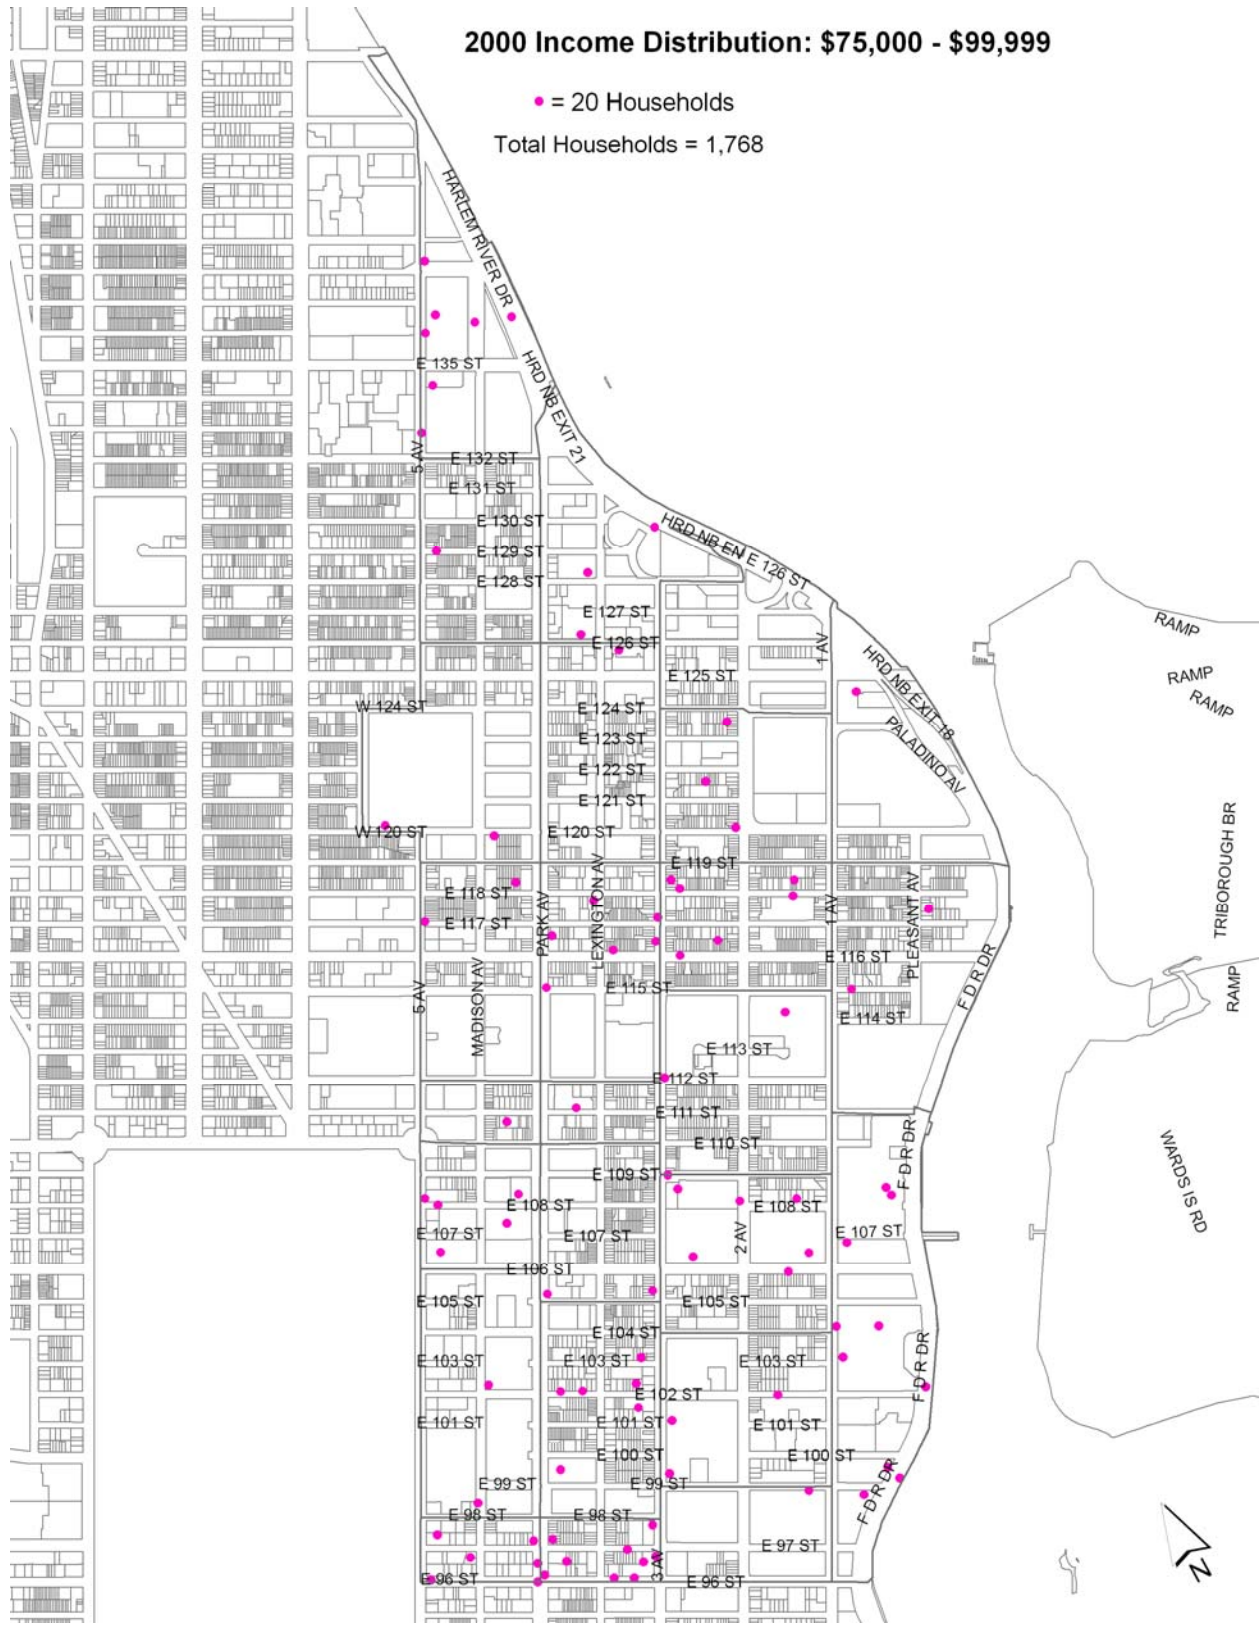 2000 Income Distribution: $75,000 - $99,999
= 20 Households
Total Households = 1,768
HARLEM RIVER DR
E 135 ST
HRD NB EXIT 21
5 AV
E 132 ST
E 131 ST
E 130 ST
HRD NB EN E 126 ST
E 129 ST
E 128 ST
E 127 ST
E 126 ST
1 AV
RAMP
E 125 ST
HRD NB EXIT 18
RAMP
RAMP
W 124 ST
E 124 ST
E 123 ST
PALADINO AV
E 122 ST
E 121 ST
W 120 ST
E 120 ST
TRIBOROUGH BR
E 119 ST
E 118 ST
LEXINGTON AV
1 AV
PLEASANT AV
E 117 ST
PARK AV
E 116 ST
F D R DR
5 AV
MADISON AV
E 115 ST
RAMP
E 114 ST
E 113 ST
E 112 ST
E 111 ST
E 110 ST
F D R DR
WARDS IS RD
E 109 ST
E 108 ST
E 108 ST
E 107 ST
E 107 ST
2 AV
E 107 ST
E 106 ST
E 105 ST
E 105 ST
E 104 ST
E 103 ST
E 103 ST
E 103 ST
F D R DR
E 102 ST
E 101 ST
E 101 ST
E 101 ST
E 100 ST
E 100 ST
E 99 ST
E 99 ST
F D R DR
E 98 ST
E 98 ST
E 97 ST
3 AV
E 96 ST
E 96 ST
N